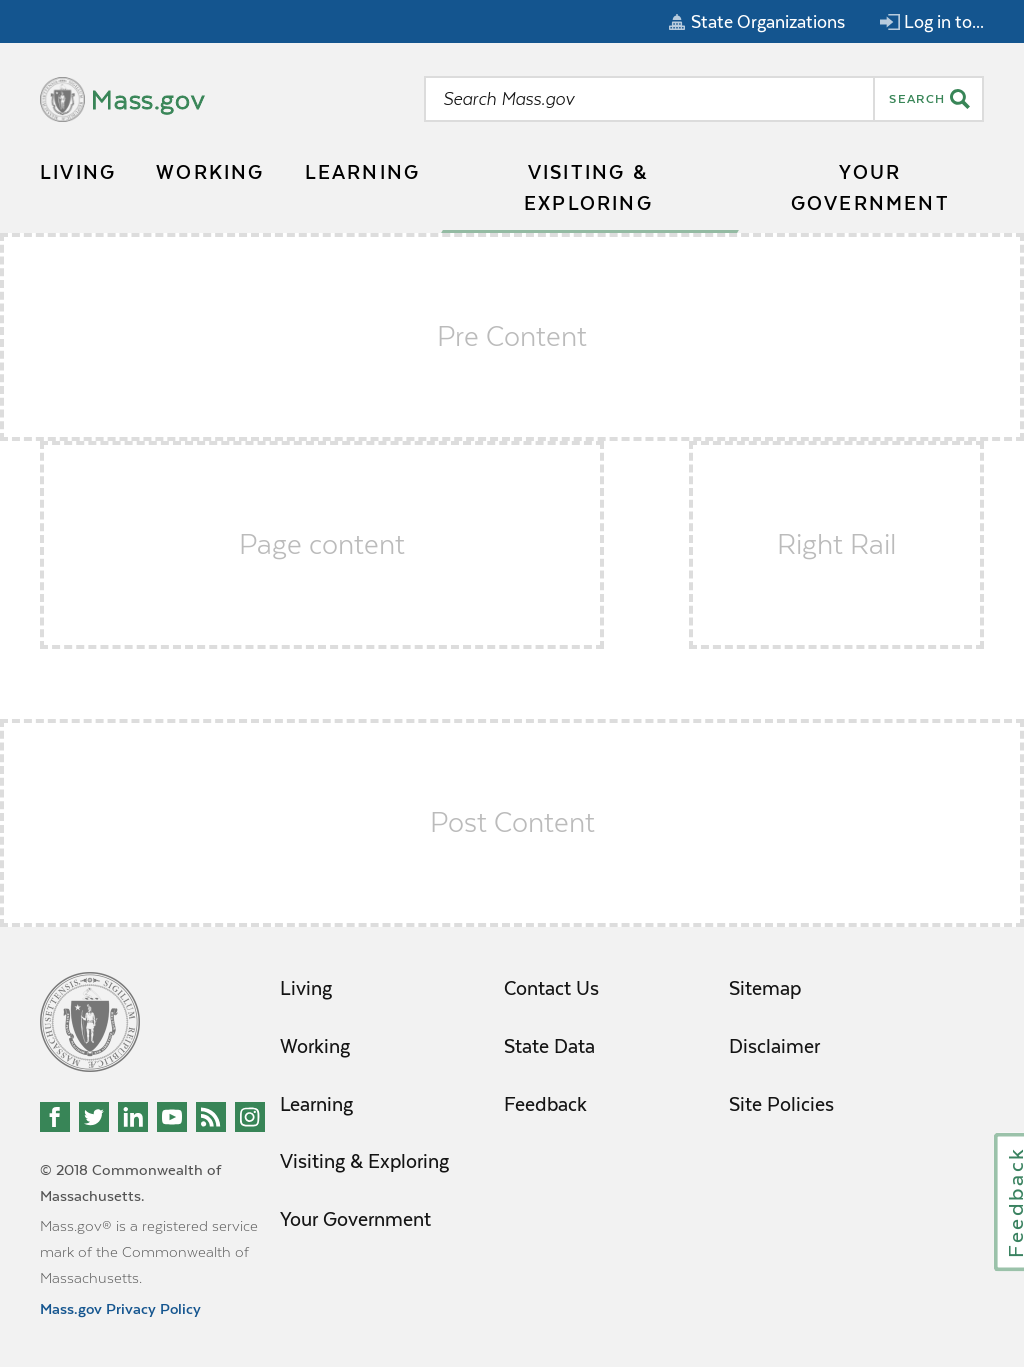 State Organizations
Log in to...
Mass.gov
Search Mass.gov
SEARCH
LIVING
WORKING
LEARNING
VISITING &
EXPLORING
YOUR
GOVERNMENT
Pre Content
Page content
Right Rail
Post Content
Living
Working
Learning
Visiting & Exploring
Your Government
Contact Us
State Data
Feedback
Sitemap
Disclaimer
Site Policies
© 2018 Commonwealth of
Massachusetts.
Mass.gov® is a registered service
mark of the Commonwealth of
Massachusetts.
Mass.gov Privacy Policy
Feedback